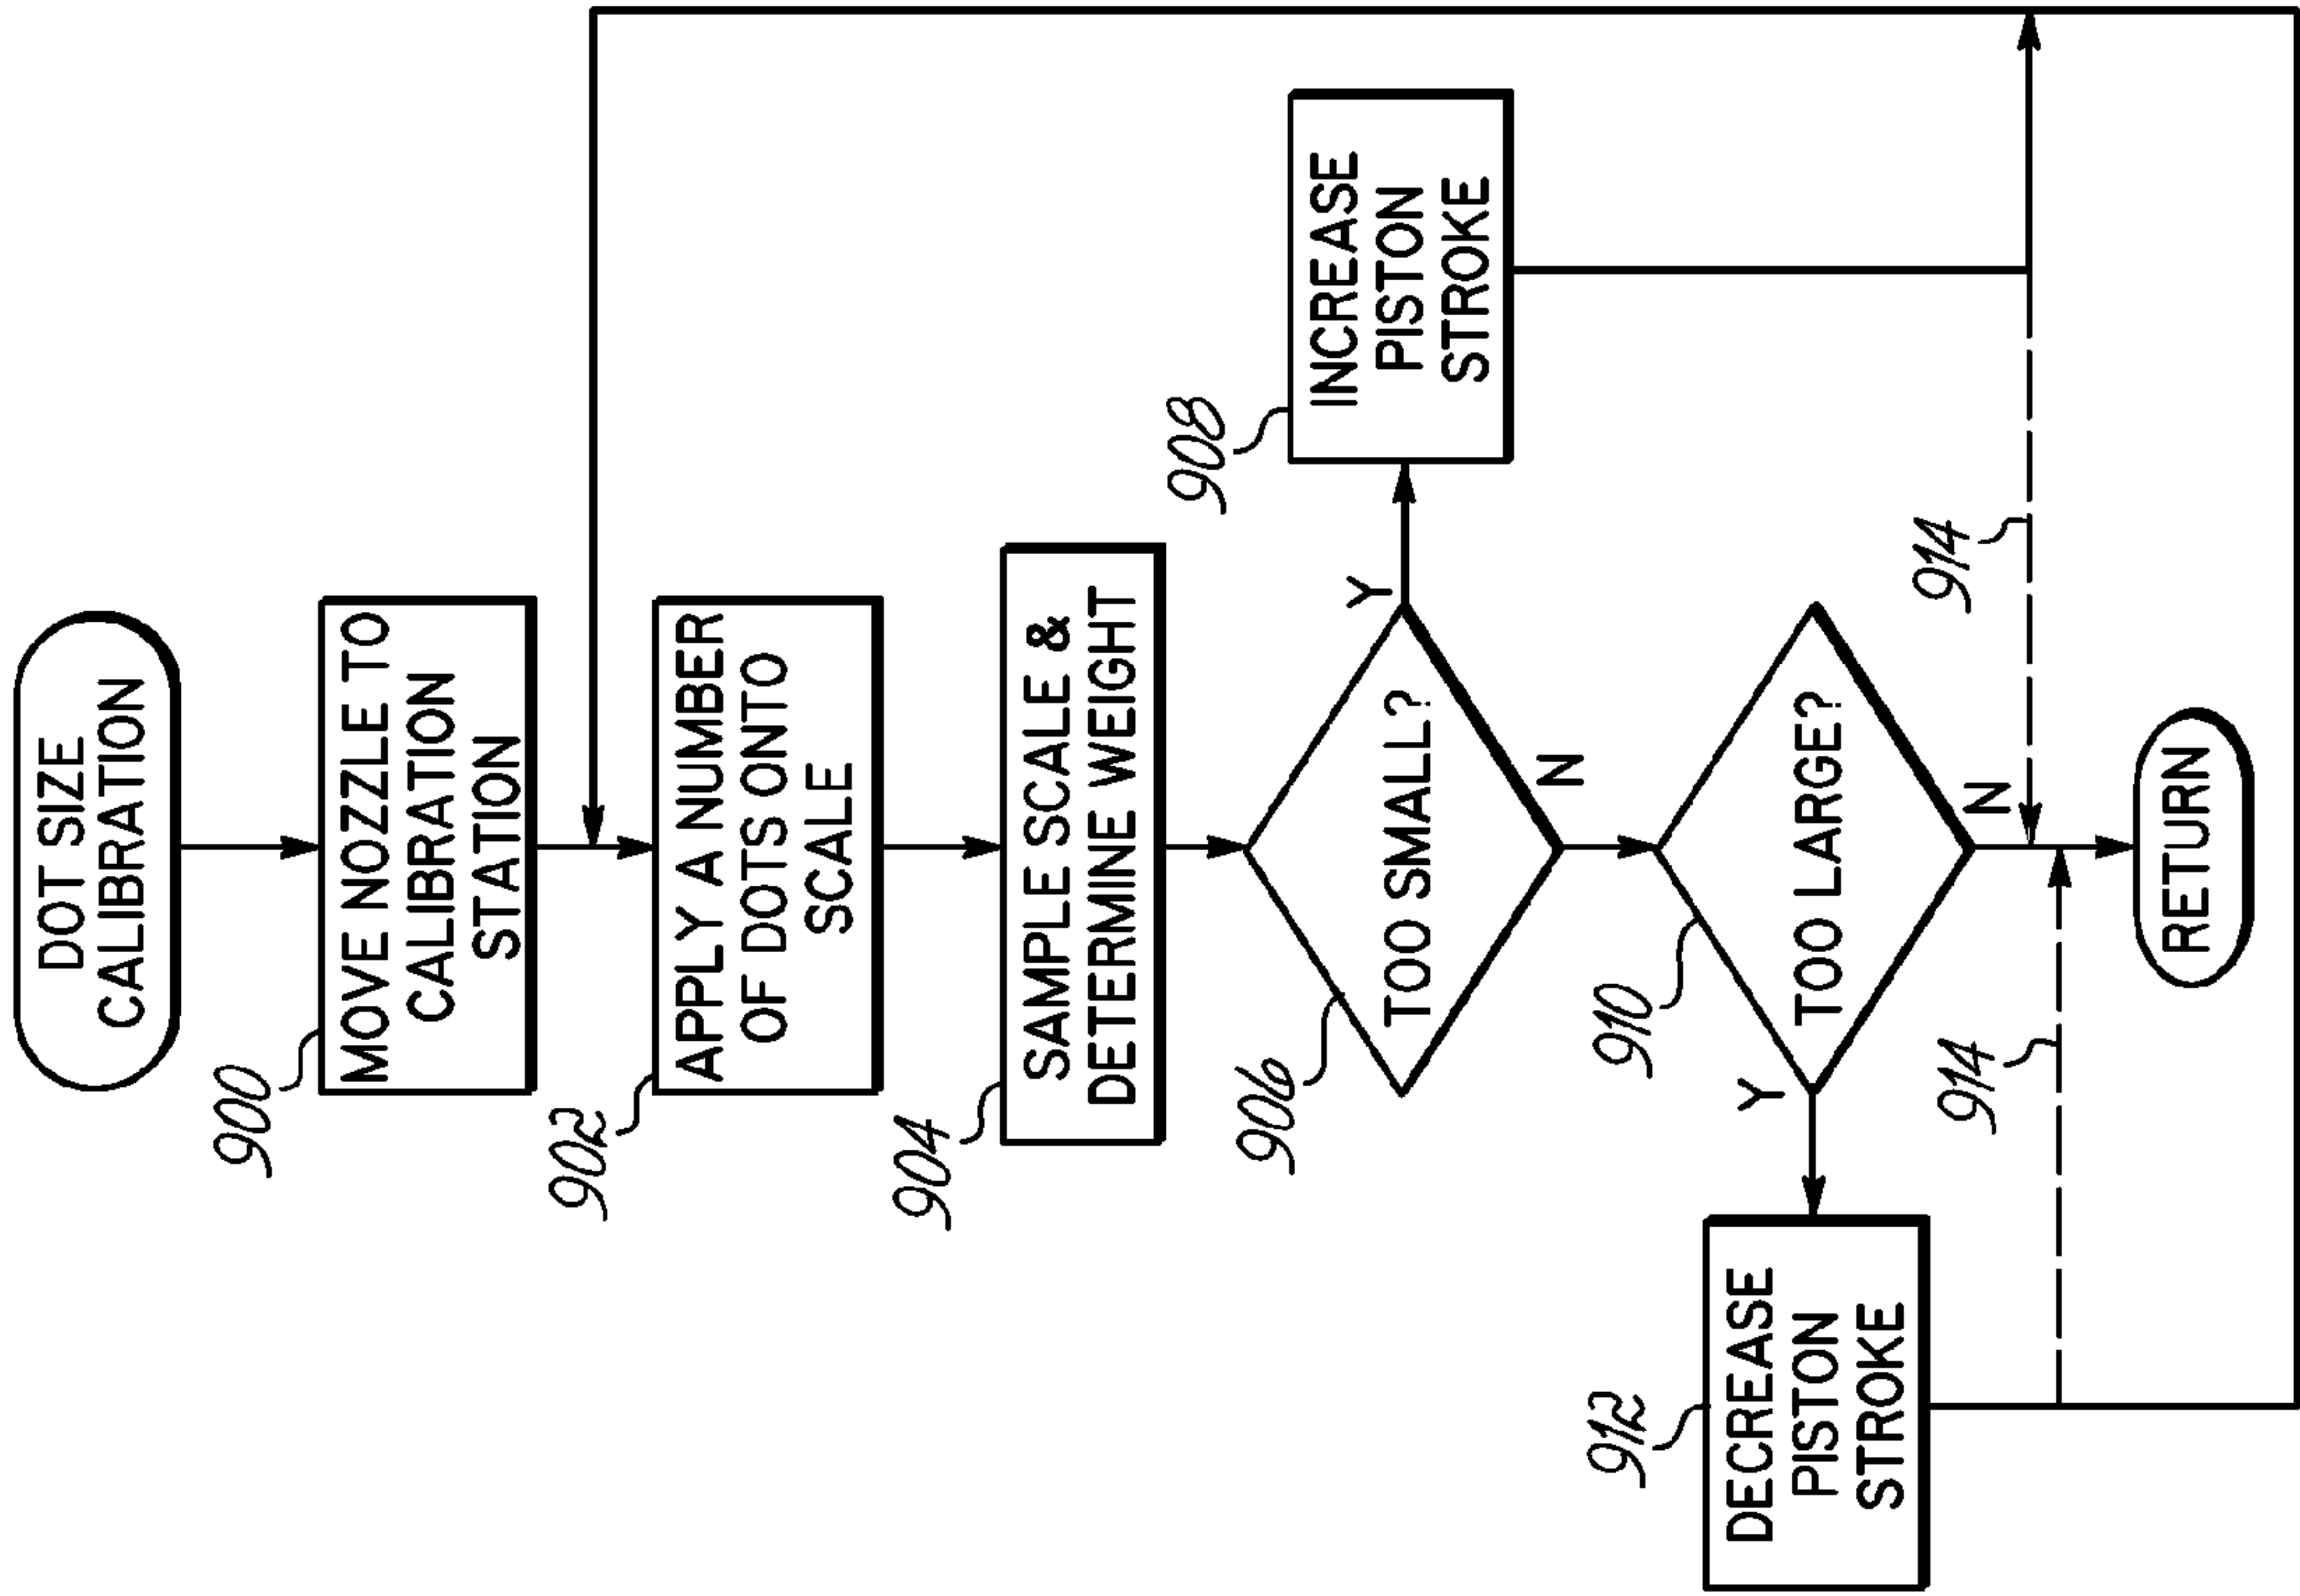 DOT SIZE
CALIBRATION
900
MOVE NOZZLE TO
CALIBRATION
STATION
902
APPLY A NUMBER
OF DOTS ONTO
SCALE
904
SAMPLE SCALE &
DETERMINE WEIGHT
906
TOO SMALL?
Y
N
908
INCREASE
PISTON
STROKE
910
TOO LARGE?
Y
N
912
DECREASE
PISTON
STROKE
914
914
RETURN